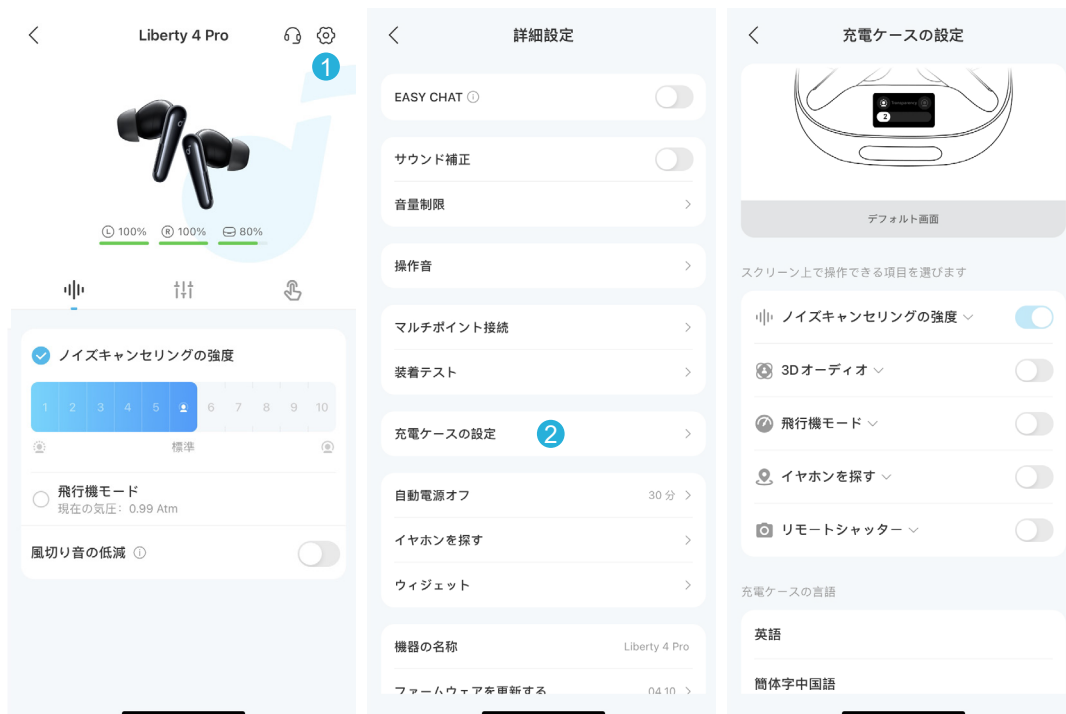 Liberty 4 Pro
1
L 100%
R 100%
80%
ノイズキャンセリングの強度
1 2 3 4 5 6 7 8 9 10
標準
飛行機モード
現在の気圧: 0.99 Atm
風切り音の低減
詳細設定
EASY CHAT
サウンド補正
音量制限
操作音
マルチポイント接続
装着テスト
充電ケースの設定
2
自動電源オフ 30 分
イヤホンを探す
ウィジェット
機器の名称 Liberty 4 Pro
ファームウェアを更新する 04.10
充電ケースの設定
Transparency
2
デフォルト画面
スクリーン上で操作できる項目を選びます
ノイズキャンセリングの強度
3Dオーディオ
飛行機モード
イヤホンを探す
リモートシャッター
充電ケースの言語
英語
簡体字中国語